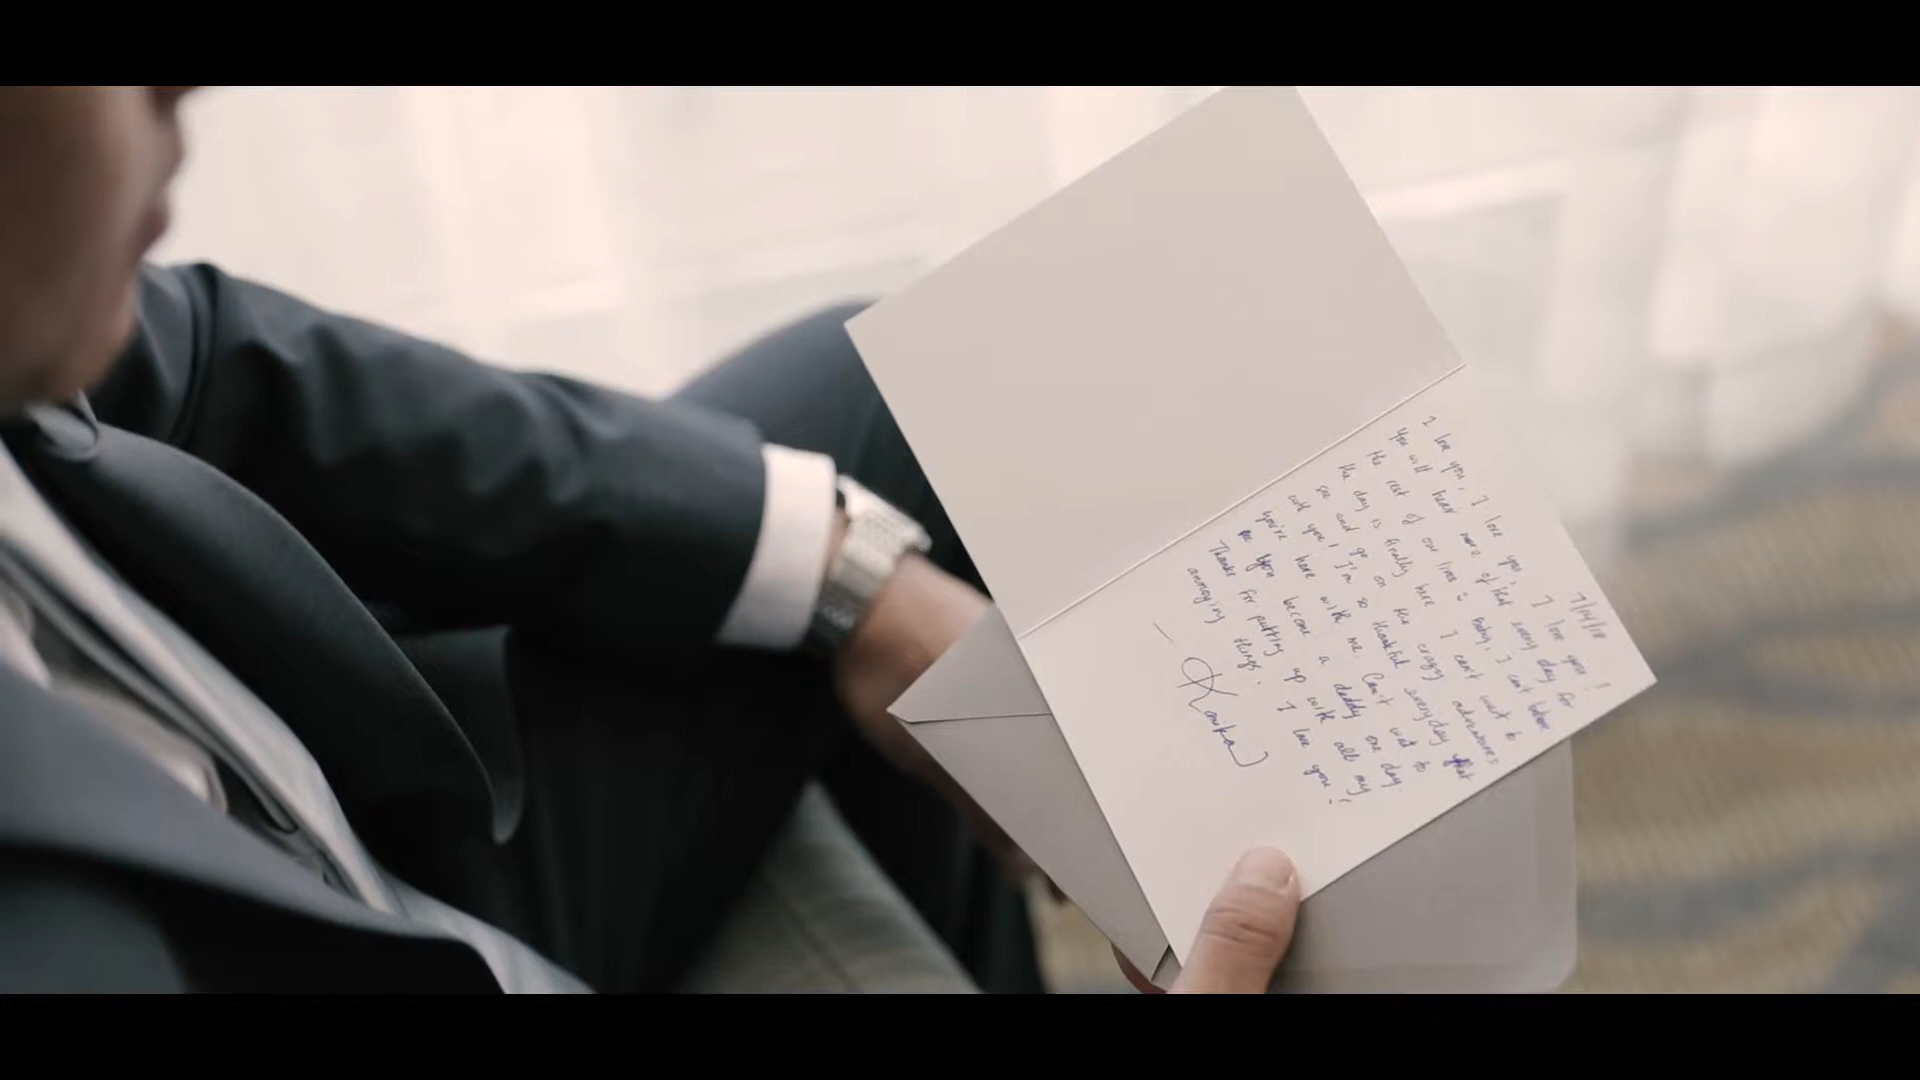 7/14/18
I love you, I love you, I love you!
You will hear more of that every day for
the rest of our lives :) Baby, I can't believe
the day is finally here. I can't wait to
see and go on the crazy adventures
with you! I'm so thankful everyday that
you're here with me. Can't wait to
see you become a daddy one day
Thanks for putting up with all my
annoying things. I love you!
— Konika